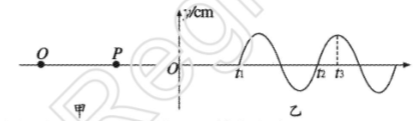 y/cm
O P O t₁ t₂ t₃
甲 乙